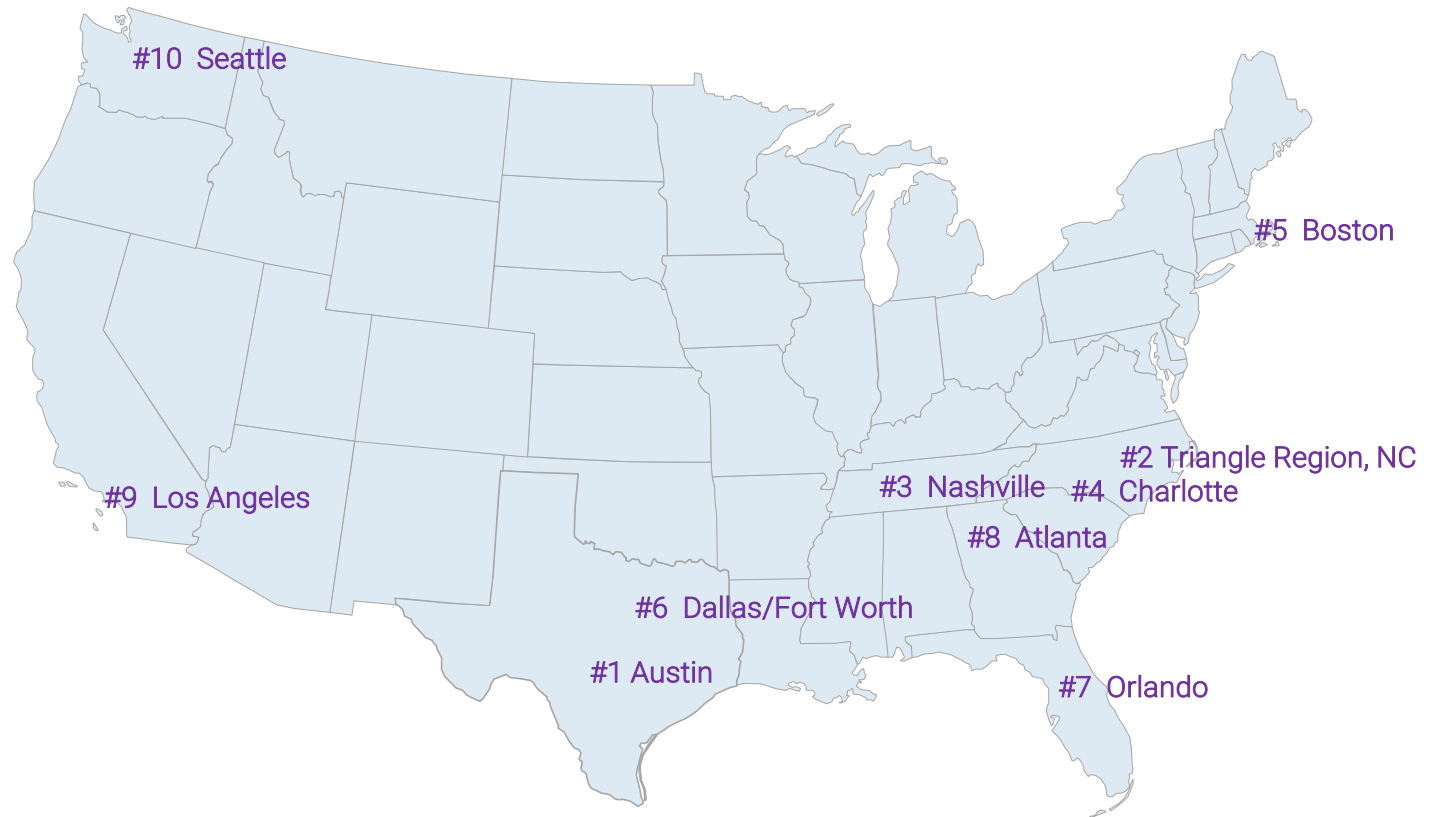 #10 Seattle
#5 Boston
#2 Triangle Region, NC
#3 Nashville
#4 Charlotte
#9 Los Angeles
#8 Atlanta
#6 Dallas/Fort Worth
#1 Austin
#7 Orlando